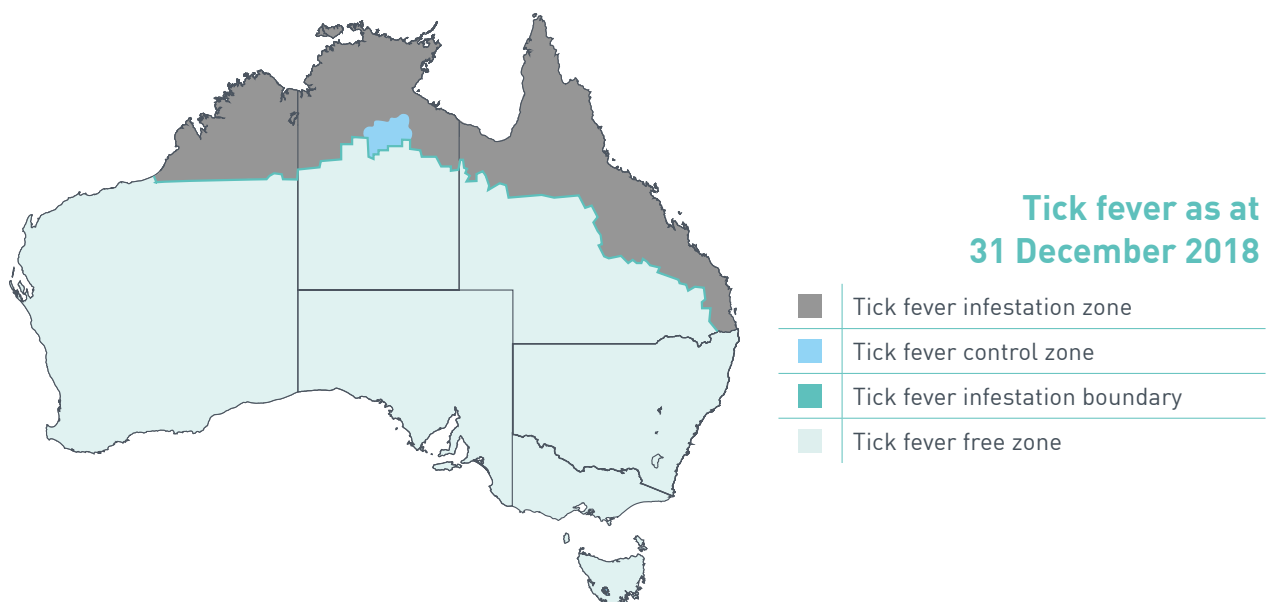 Tick fever as at
31 December 2018
Tick fever infestation zone
Tick fever control zone
Tick fever infestation boundary
Tick fever free zone